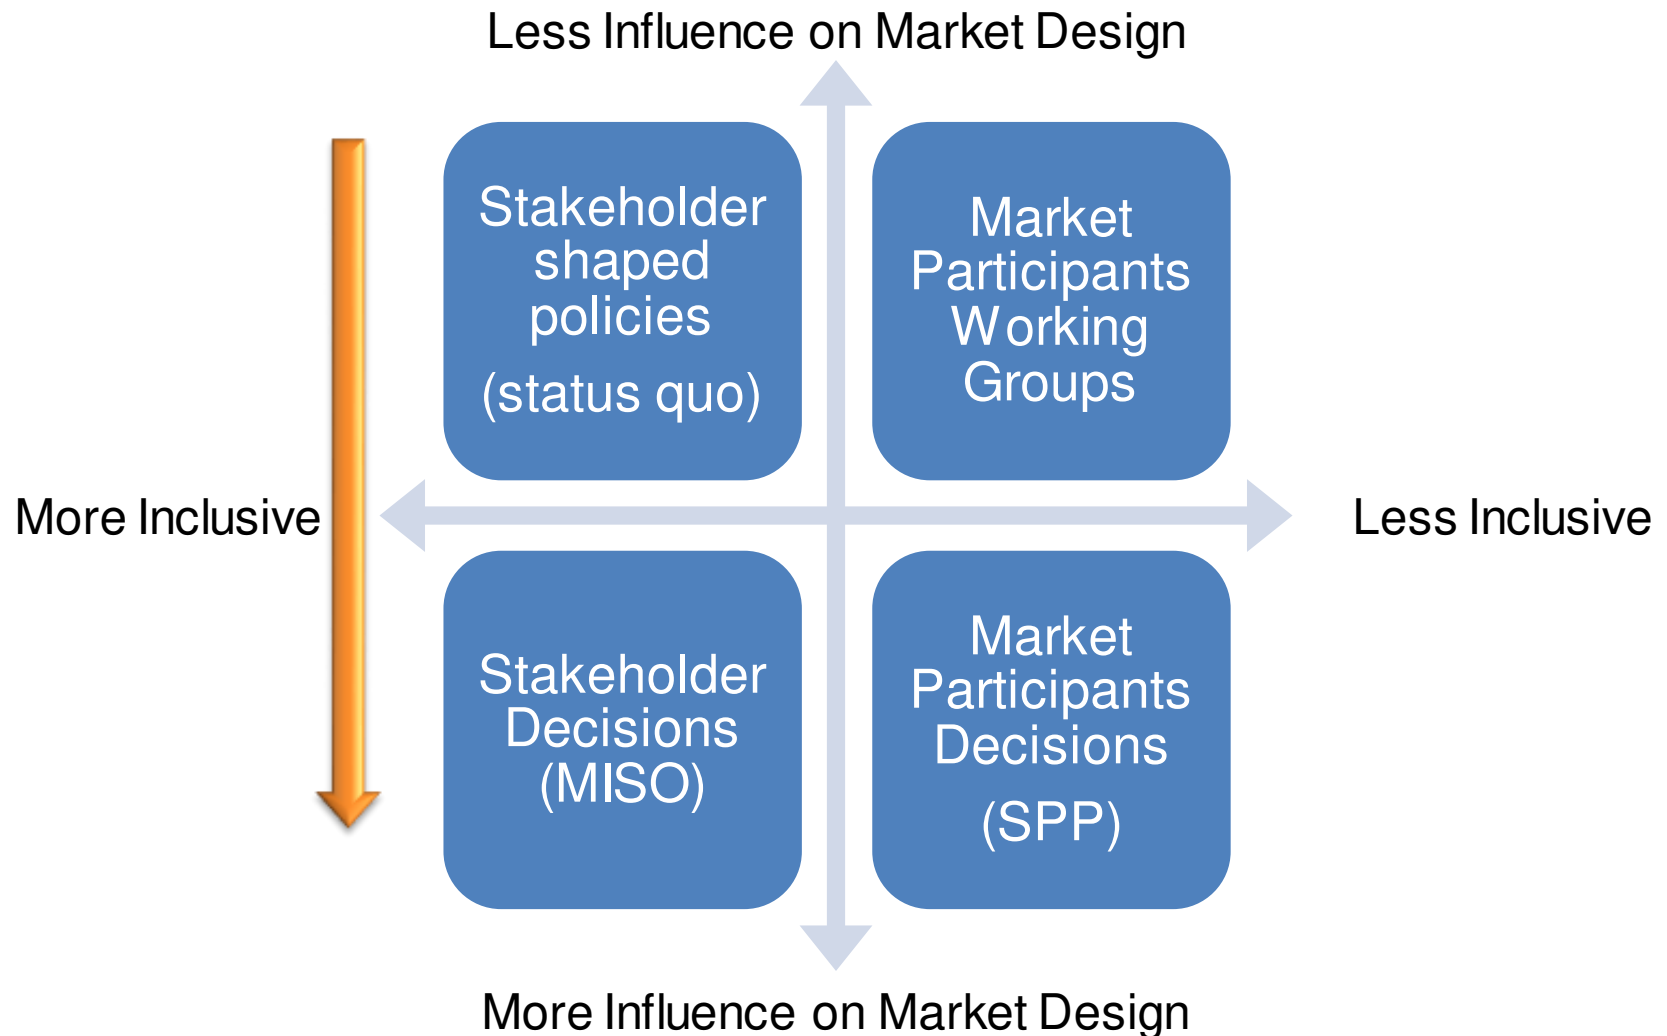 Less Influence on Market Design
Stakeholder
shaped
policies
(status quo)
Market
Participants
Working
Groups
More Inclusive
Less Inclusive
Stakeholder
Decisions
(MISO)
Market
Participants
Decisions
(SPP)
More Influence on Market Design